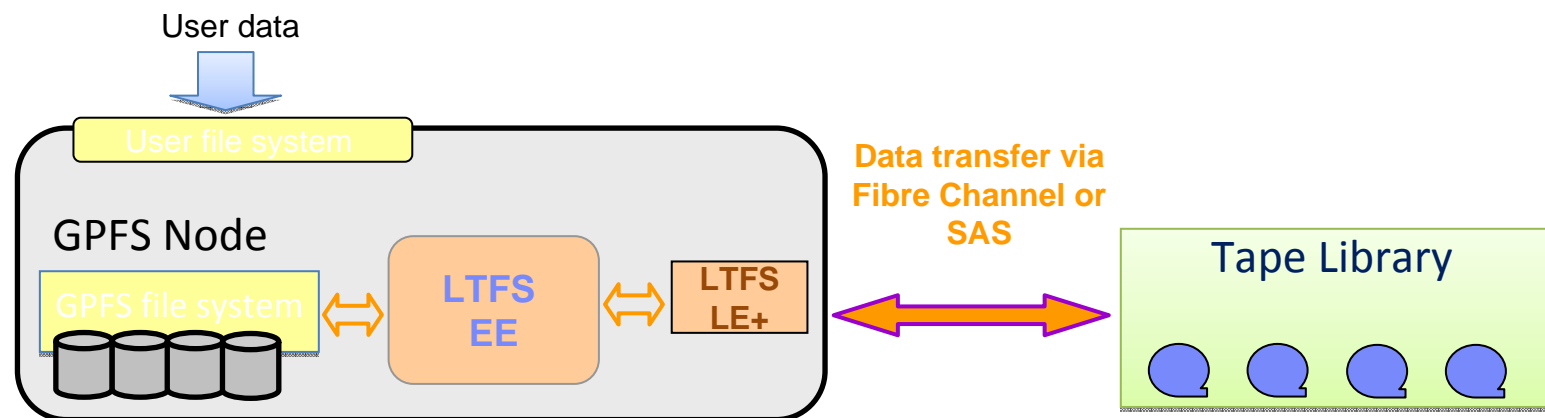 User data
User file system
Data transfer via
Fibre Channel or
SAS
GPFS Node
Tape Library
GPFS file system
LTFS
EE
LTFS
LE+